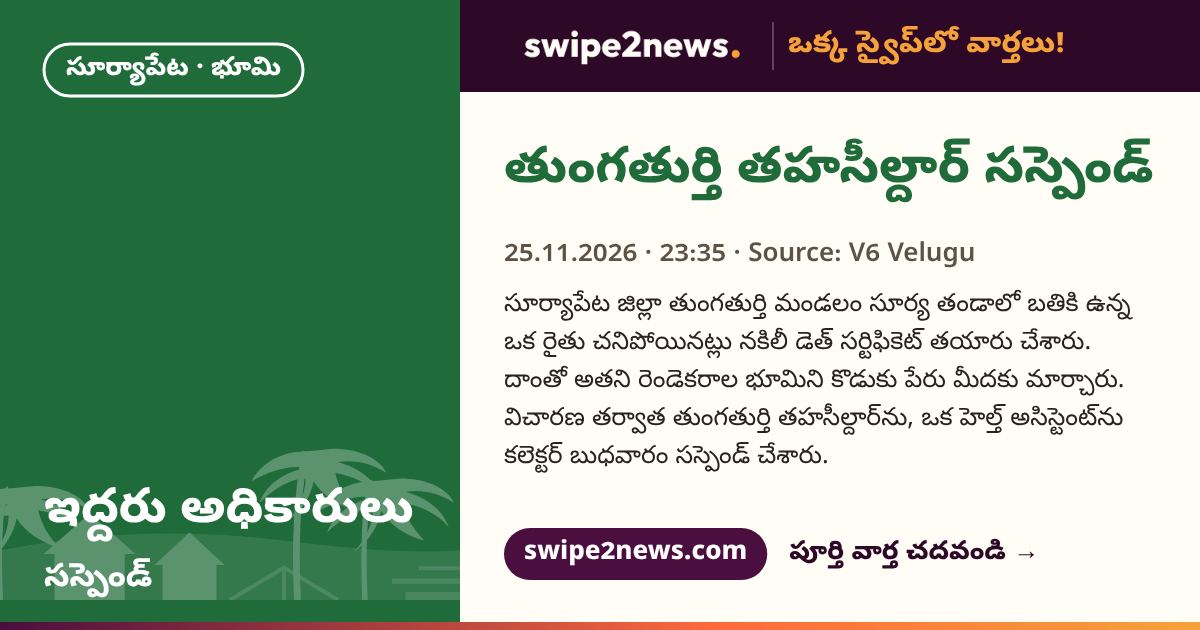 సూర్యాపేట · భూమి
swipe2news.
ఒక్క స్వైప్‌లో వార్తలు!
తుంగతుర్తి తహసీల్దార్ సస్పెండ్
25.11.2026 · 23:35 · Source: V6 Velugu
సూర్యాపేట జిల్లా తుంగతుర్తి మండలం సూర్య తండాలో బతికి ఉన్న
ఒక రైతు చనిపోయినట్లు నకిలీ డెత్ సర్టిఫికెట్ తయారు చేశారు.
దాంతో అతని రెండెకరాల భూమిని కొడుకు పేరు మీదకు మార్చారు.
విచారణ తర్వాత తుంగతుర్తి తహసీల్దార్‌ను, ఒక హెల్త్ అసిస్టెంట్‌ను
కలెక్టర్ బుధవారం సస్పెండ్ చేశారు.
ఇద్దరు అధికారులు
సస్పెండ్
swipe2news.com
పూర్తి వార్త చదవండి →